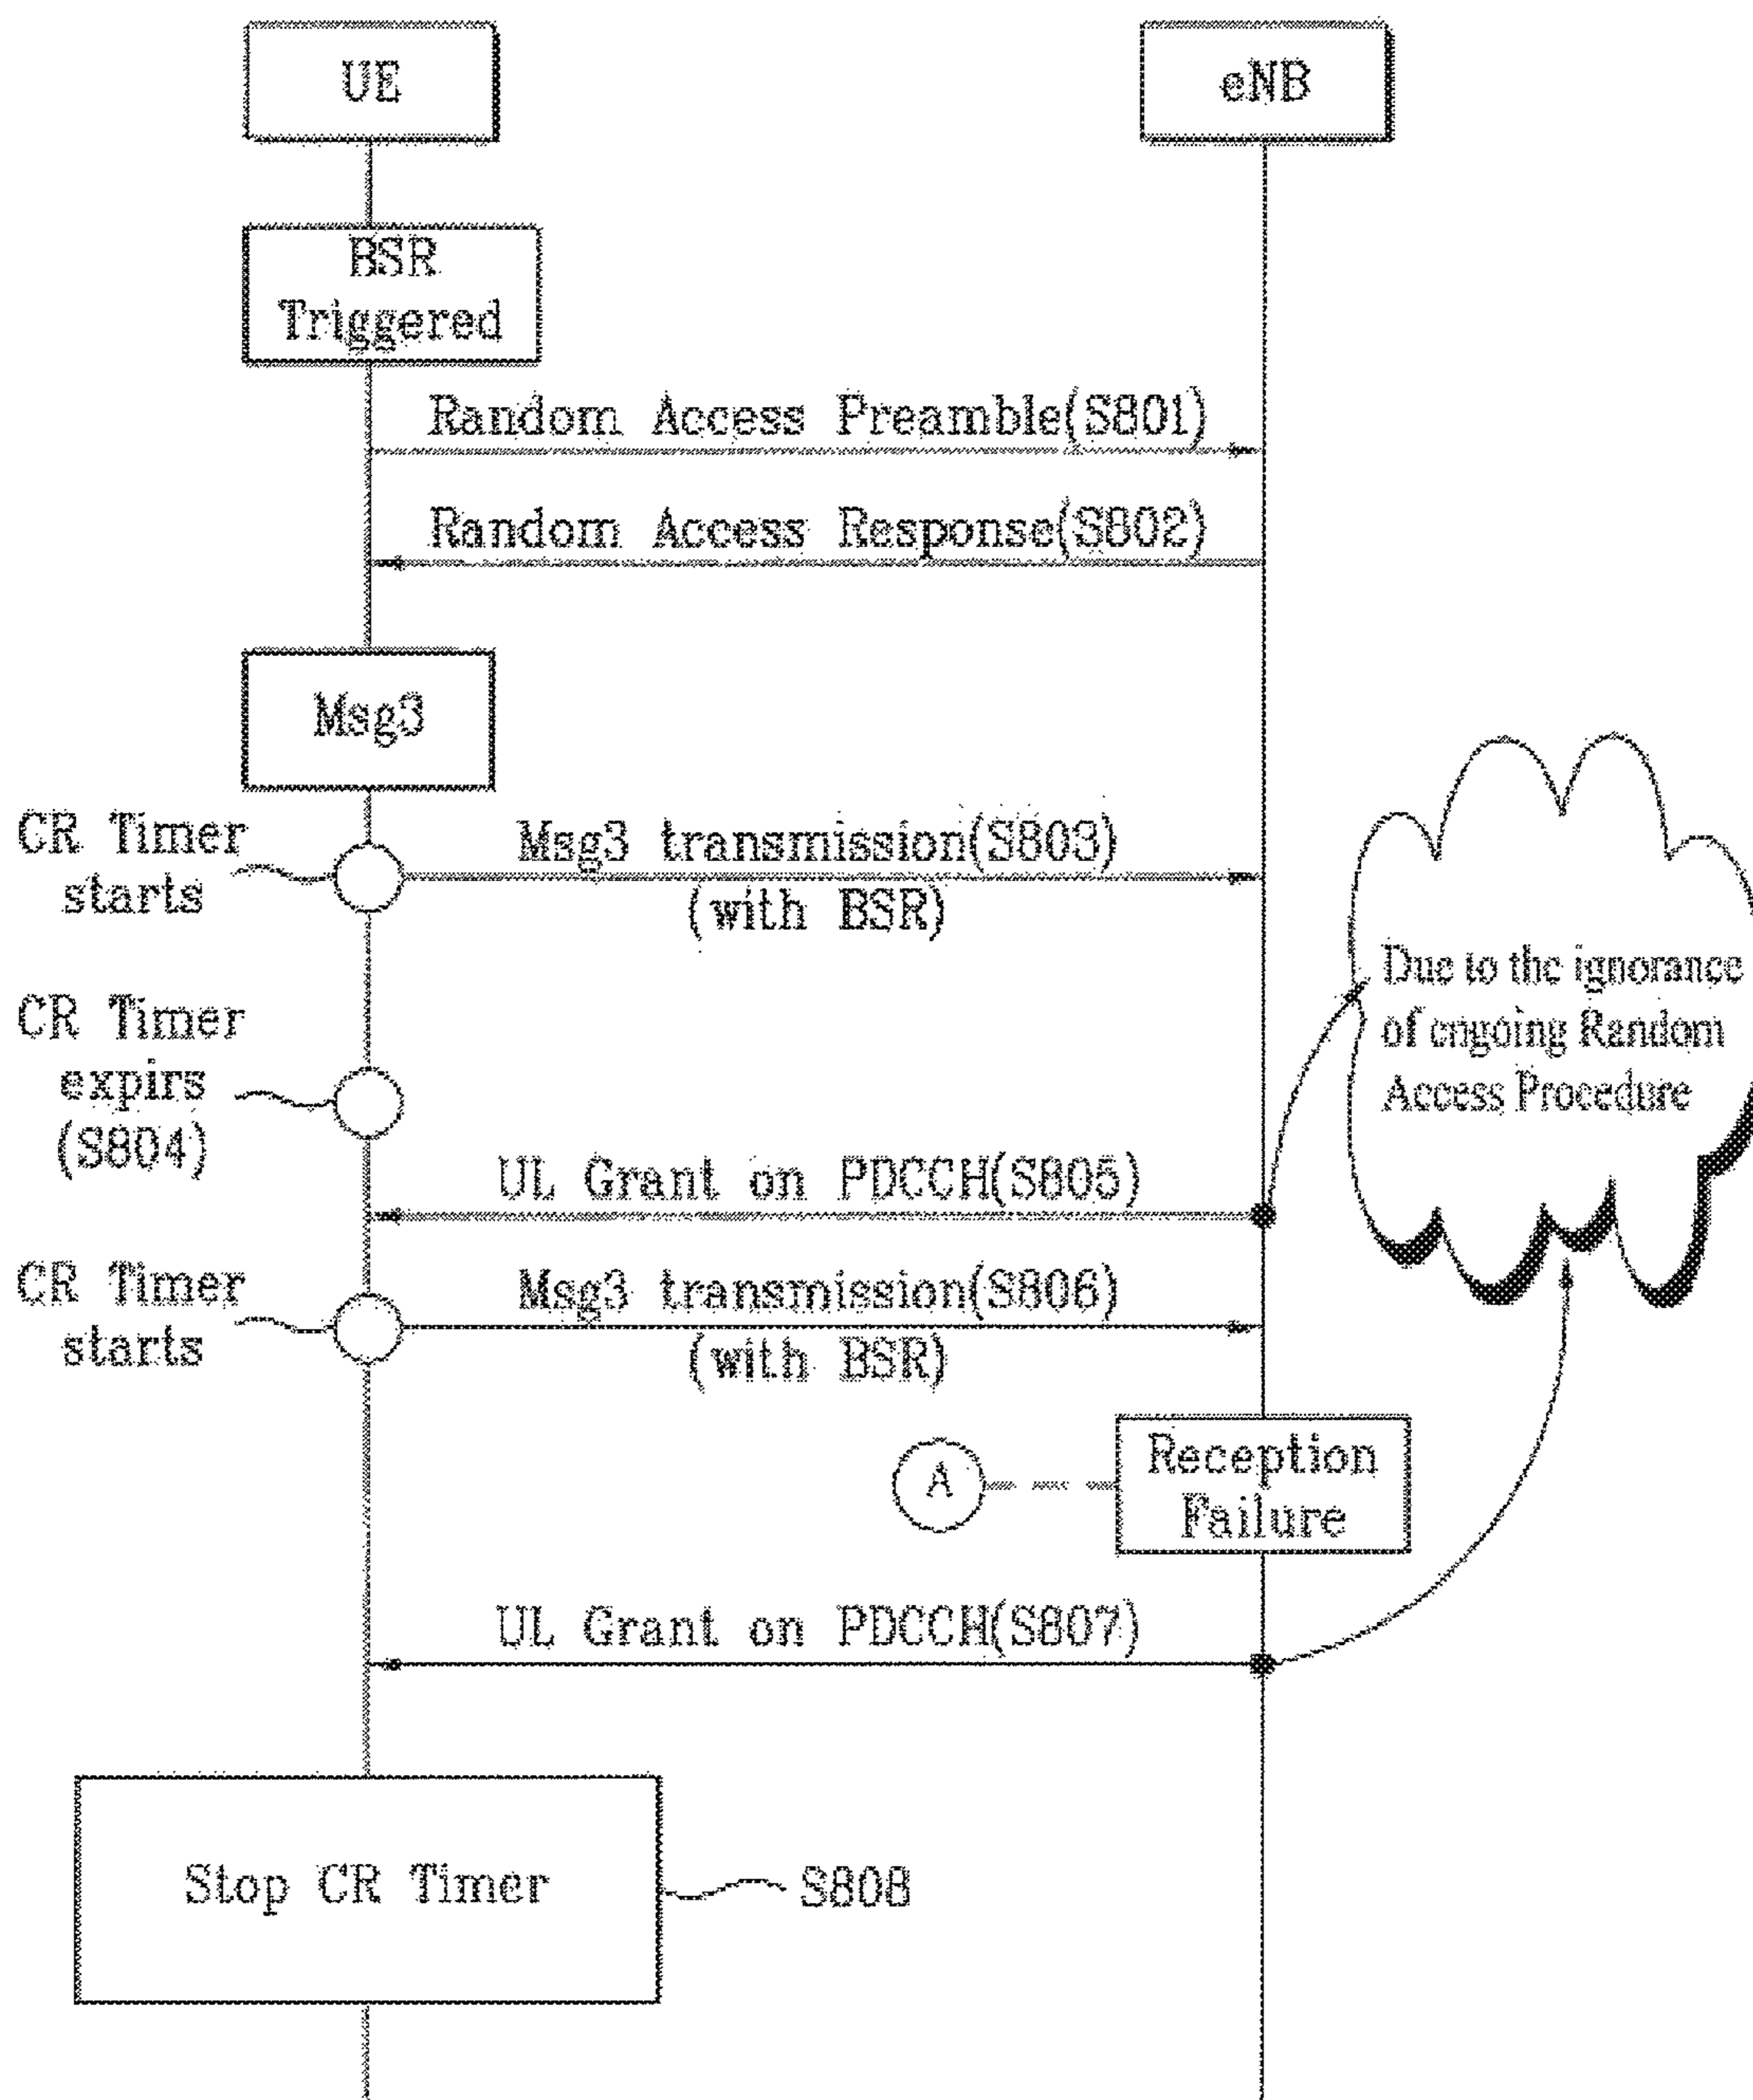 UE
eNB
BSR
Triggered
Random Access Preamble(S801)
Random Access Response(S802)
Msg3
CR Timer
starts
Msg3 transmission(S803)
(with BSR)
Due to the ignorance
of ongoing Random
Access Procedure
CR Timer
expirs
(S804)
UL Grant on PDCCH(S805)
CR Timer
starts
Msg3 transmission(S806)
(with BSR)
A
Reception
Failure
UL Grant on PDCCH(S807)
Stop CR Timer
S808